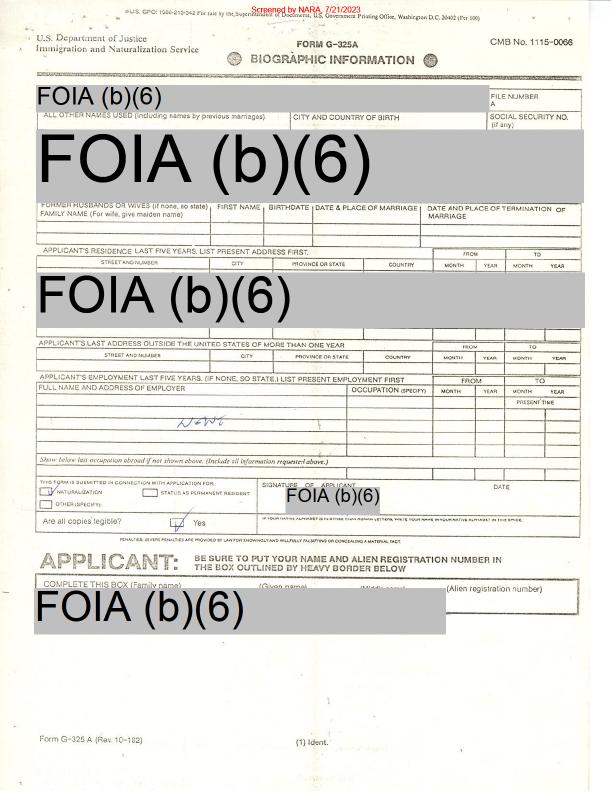 Screened by NARA, 7/21/2023
U.S. GPO: 1986-213-042 For sale by the Superintendent of Documents, U.S. Government Printing Office, Washington D.C. 20402 (Per 100)
U.S. Department of Justice
Immigration and Naturalization Service
FORM G-325A
BIOGRAPHIC INFORMATION
OMB No. 1115-0066
FOIA (b)(6)
FILE NUMBER
A
ALL OTHER NAMES USED (Including names by previous marriages) CITY AND COUNTRY OF BIRTH SOCIAL SECURITY NO.
(if any)
FOIA (b)(6)
FORMER HUSBANDS OR WIVES (if none, so state) FIRST NAME BIRTHDATE DATE & PLACE OF MARRIAGE DATE AND PLACE OF TERMINATION OF
FAMILY NAME (For wife, give maiden name) MARRIAGE
APPLICANT'S RESIDENCE LAST FIVE YEARS. LIST PRESENT ADDRESS FIRST. FROM TO
STREET AND NUMBER CITY PROVINCE OR STATE COUNTRY MONTH YEAR MONTH YEAR
FOIA (b)(6)
APPLICANT'S LAST ADDRESS OUTSIDE THE UNITED STATES OF MORE THAN ONE YEAR FROM TO
STREET AND NUMBER CITY PROVINCE OR STATE COUNTRY MONTH YEAR MONTH YEAR
APPLICANT'S EMPLOYMENT LAST FIVE YEARS. (IF NONE, SO STATE.) LIST PRESENT EMPLOYMENT FIRST FROM TO
FULL NAME AND ADDRESS OF EMPLOYER OCCUPATION (SPECIFY) MONTH YEAR MONTH YEAR
PRESENT TIME
NONE
Show below last occupation abroad if not shown above. (Include all information requested above.)
THIS FORM IS SUBMITTED IN CONNECTION WITH APPLICATION FOR: SIGNATURE OF APPLICANT DATE
NATURALIZATION STATUS AS PERMANENT RESIDENT FOIA (b)(6)
OTHER (SPECIFY):
Are all copies legible? Yes IF YOUR NATIVE ALPHABET IS IN OTHER THAN ROMAN LETTERS, WRITE YOUR NAME IN YOUR NATIVE ALPHABET IN THIS SPACE.
PENALTIES: SEVERE PENALTIES ARE PROVIDED BY LAW FOR KNOWINGLY AND WILLFULLY FALSIFYING OR CONCEALING A MATERIAL FACT.
APPLICANT: BE SURE TO PUT YOUR NAME AND ALIEN REGISTRATION NUMBER IN
THE BOX OUTLINED BY HEAVY BORDER BELOW
COMPLETE THIS BOX (Family name) (Given name) (Middle name) (Alien registration number)
FOIA (b)(6)
Form G-325 A (Rev. 10-182)
(1) Ident.